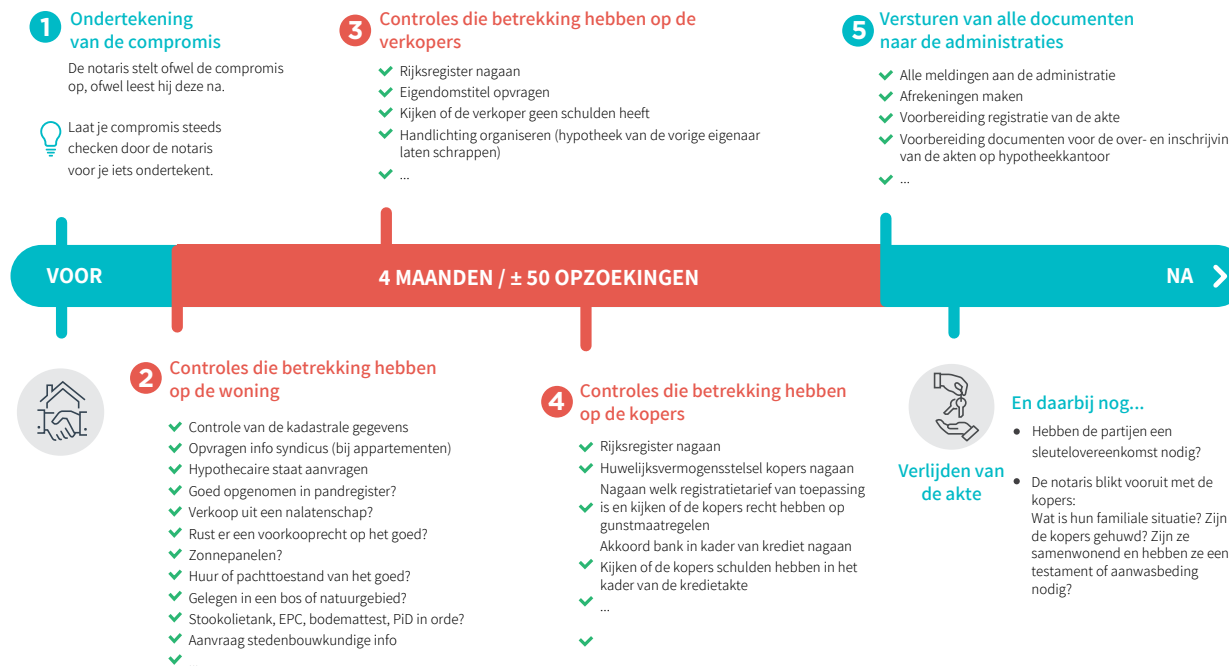 1 Ondertekening
van de compromis
De notaris stelt ofwel de compromis
op, ofwel leest hij deze na.
Laat je compromis steeds
checken door de notaris
voor je iets ondertekent.
3 Controles die betrekking hebben op de
verkopers
Rijksregister nagaan
Eigendomstitel opvragen
Kijken of de verkoper geen schulden heeft
Handlichting organiseren (hypotheek van de vorige eigenaar
laten schrappen)
...
5 Versturen van alle documenten
naar de administraties
Alle meldingen aan de administratie
Afrekeningen maken
Voorbereiding registratie van de akte
Voorbereiding documenten voor de over- en inschrijvin
van de akten op hypotheekkantoor
...
VOOR
4 MAANDEN / ± 50 OPZOEKINGEN
NA
2 Controles die betrekking hebben
op de woning
Controle van de kadastrale gegevens
Opvragen info syndicus (bij appartementen)
Hypothecaire staat aanvragen
Goed opgenomen in pandregister?
Verkoop uit een nalatenschap?
Rust er een voorkooprecht op het goed?
Zonnepanelen?
Huur of pachttoestand van het goed?
Gelegen in een bos of natuurgebied?
Stookolietank, EPC, bodemattest, PiD in orde?
Aanvraag stedenbouwkundige info
...
4 Controles die betrekking hebben
op de kopers
Rijksregister nagaan
Huwelijksvermogensstelsel kopers nagaan
Nagaan welk registratietarief van toepassing
is en kijken of de kopers recht hebben op
gunstmaatregelen
Akkoord bank in kader van krediet nagaan
Kijken of de kopers schulden hebben in het
kader van de kredietakte
...
Verlijden van
de akte
En daarbij nog...
• Hebben de partijen een
sleutelovereenkomst nodig?
• De notaris blikt vooruit met de
kopers:
Wat is hun familiale situatie? Zijn
de kopers gehuwd? Zijn ze
samenwonend en hebben ze een
testament of aanwasbeding
nodig?